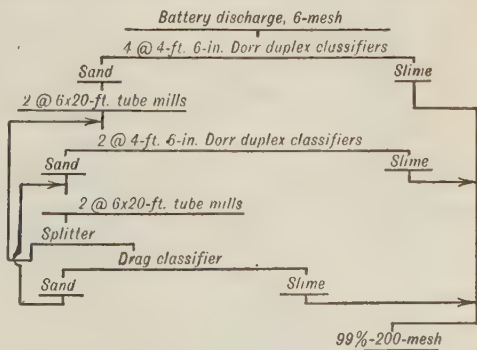 Battery discharge, 6-mesh
4 @ 4-ft. 6-in. Dorr duplex classifiers
Sand
Slime
2 @ 6x20-ft. tube mills
2 @ 4-ft. 6-in. Dorr duplex classifiers
Sand
Slime
2 @ 6x20-ft. tube mills
Splitter
Drag classifier
Sand
Slime
99%-200-mesh